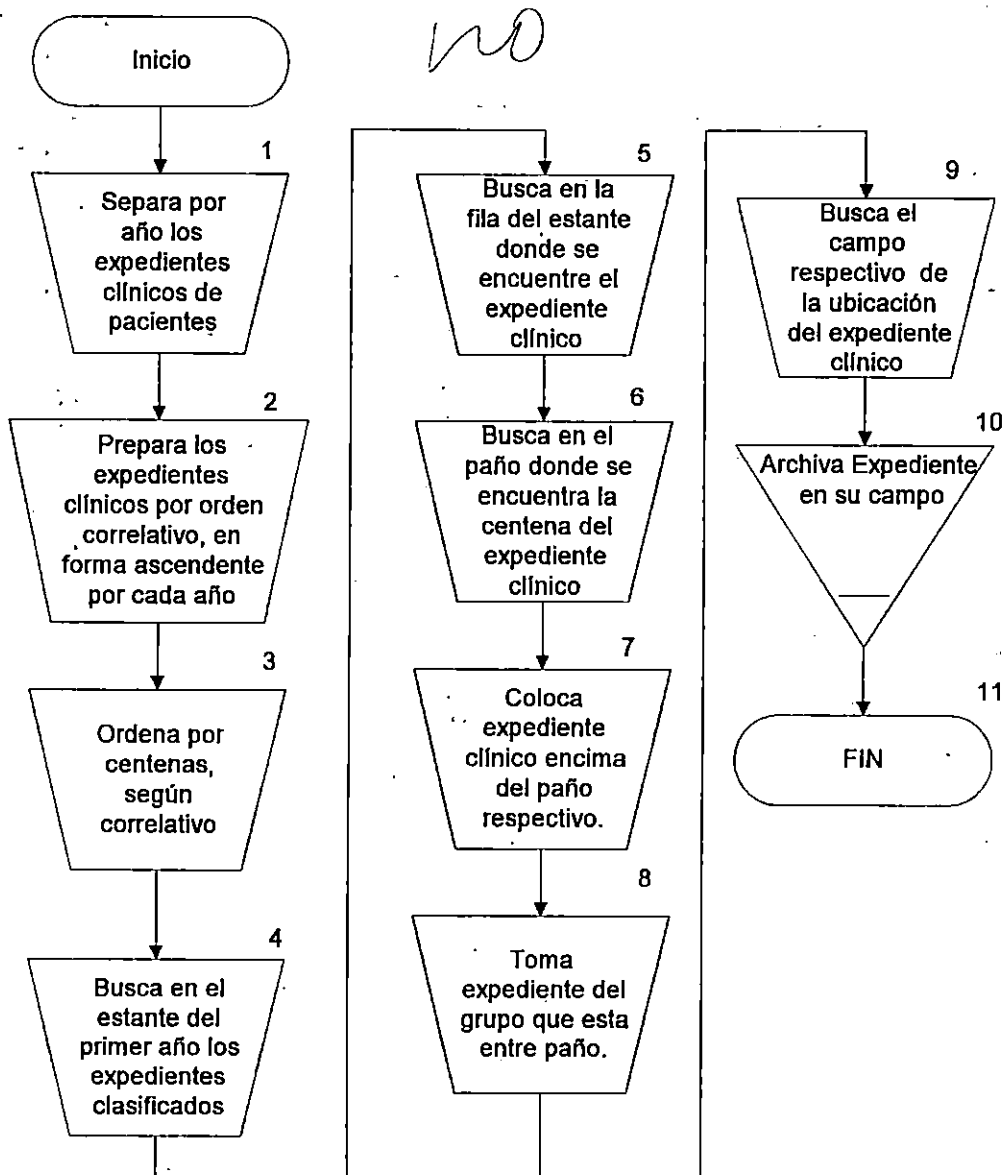 no
Inicio
1
Separa por
año los
expedientes
clínicos de
pacientes
2
Prepara los
expedientes
clínicos por orden
correlativo, en
forma ascendente
por cada año
3
Ordena por
centenas,
según
correlativo
4
Busca en el
estante del
primer año los
expedientes
clasificados
5
Busca en la
fila del estante
donde se
encuentre el
expediente
clínico
6
Busca en el
paño donde se
encuentra la
centena del
expediente
clínico
7
Coloca
expediente
clínico encima
del paño
respectivo.
8
Toma
expediente del
grupo que esta
entre paño.
9
Busca el
campo
respectivo de
la ubicación
del expediente
clínico
10
Archiva Expediente
en su campo
11
FIN